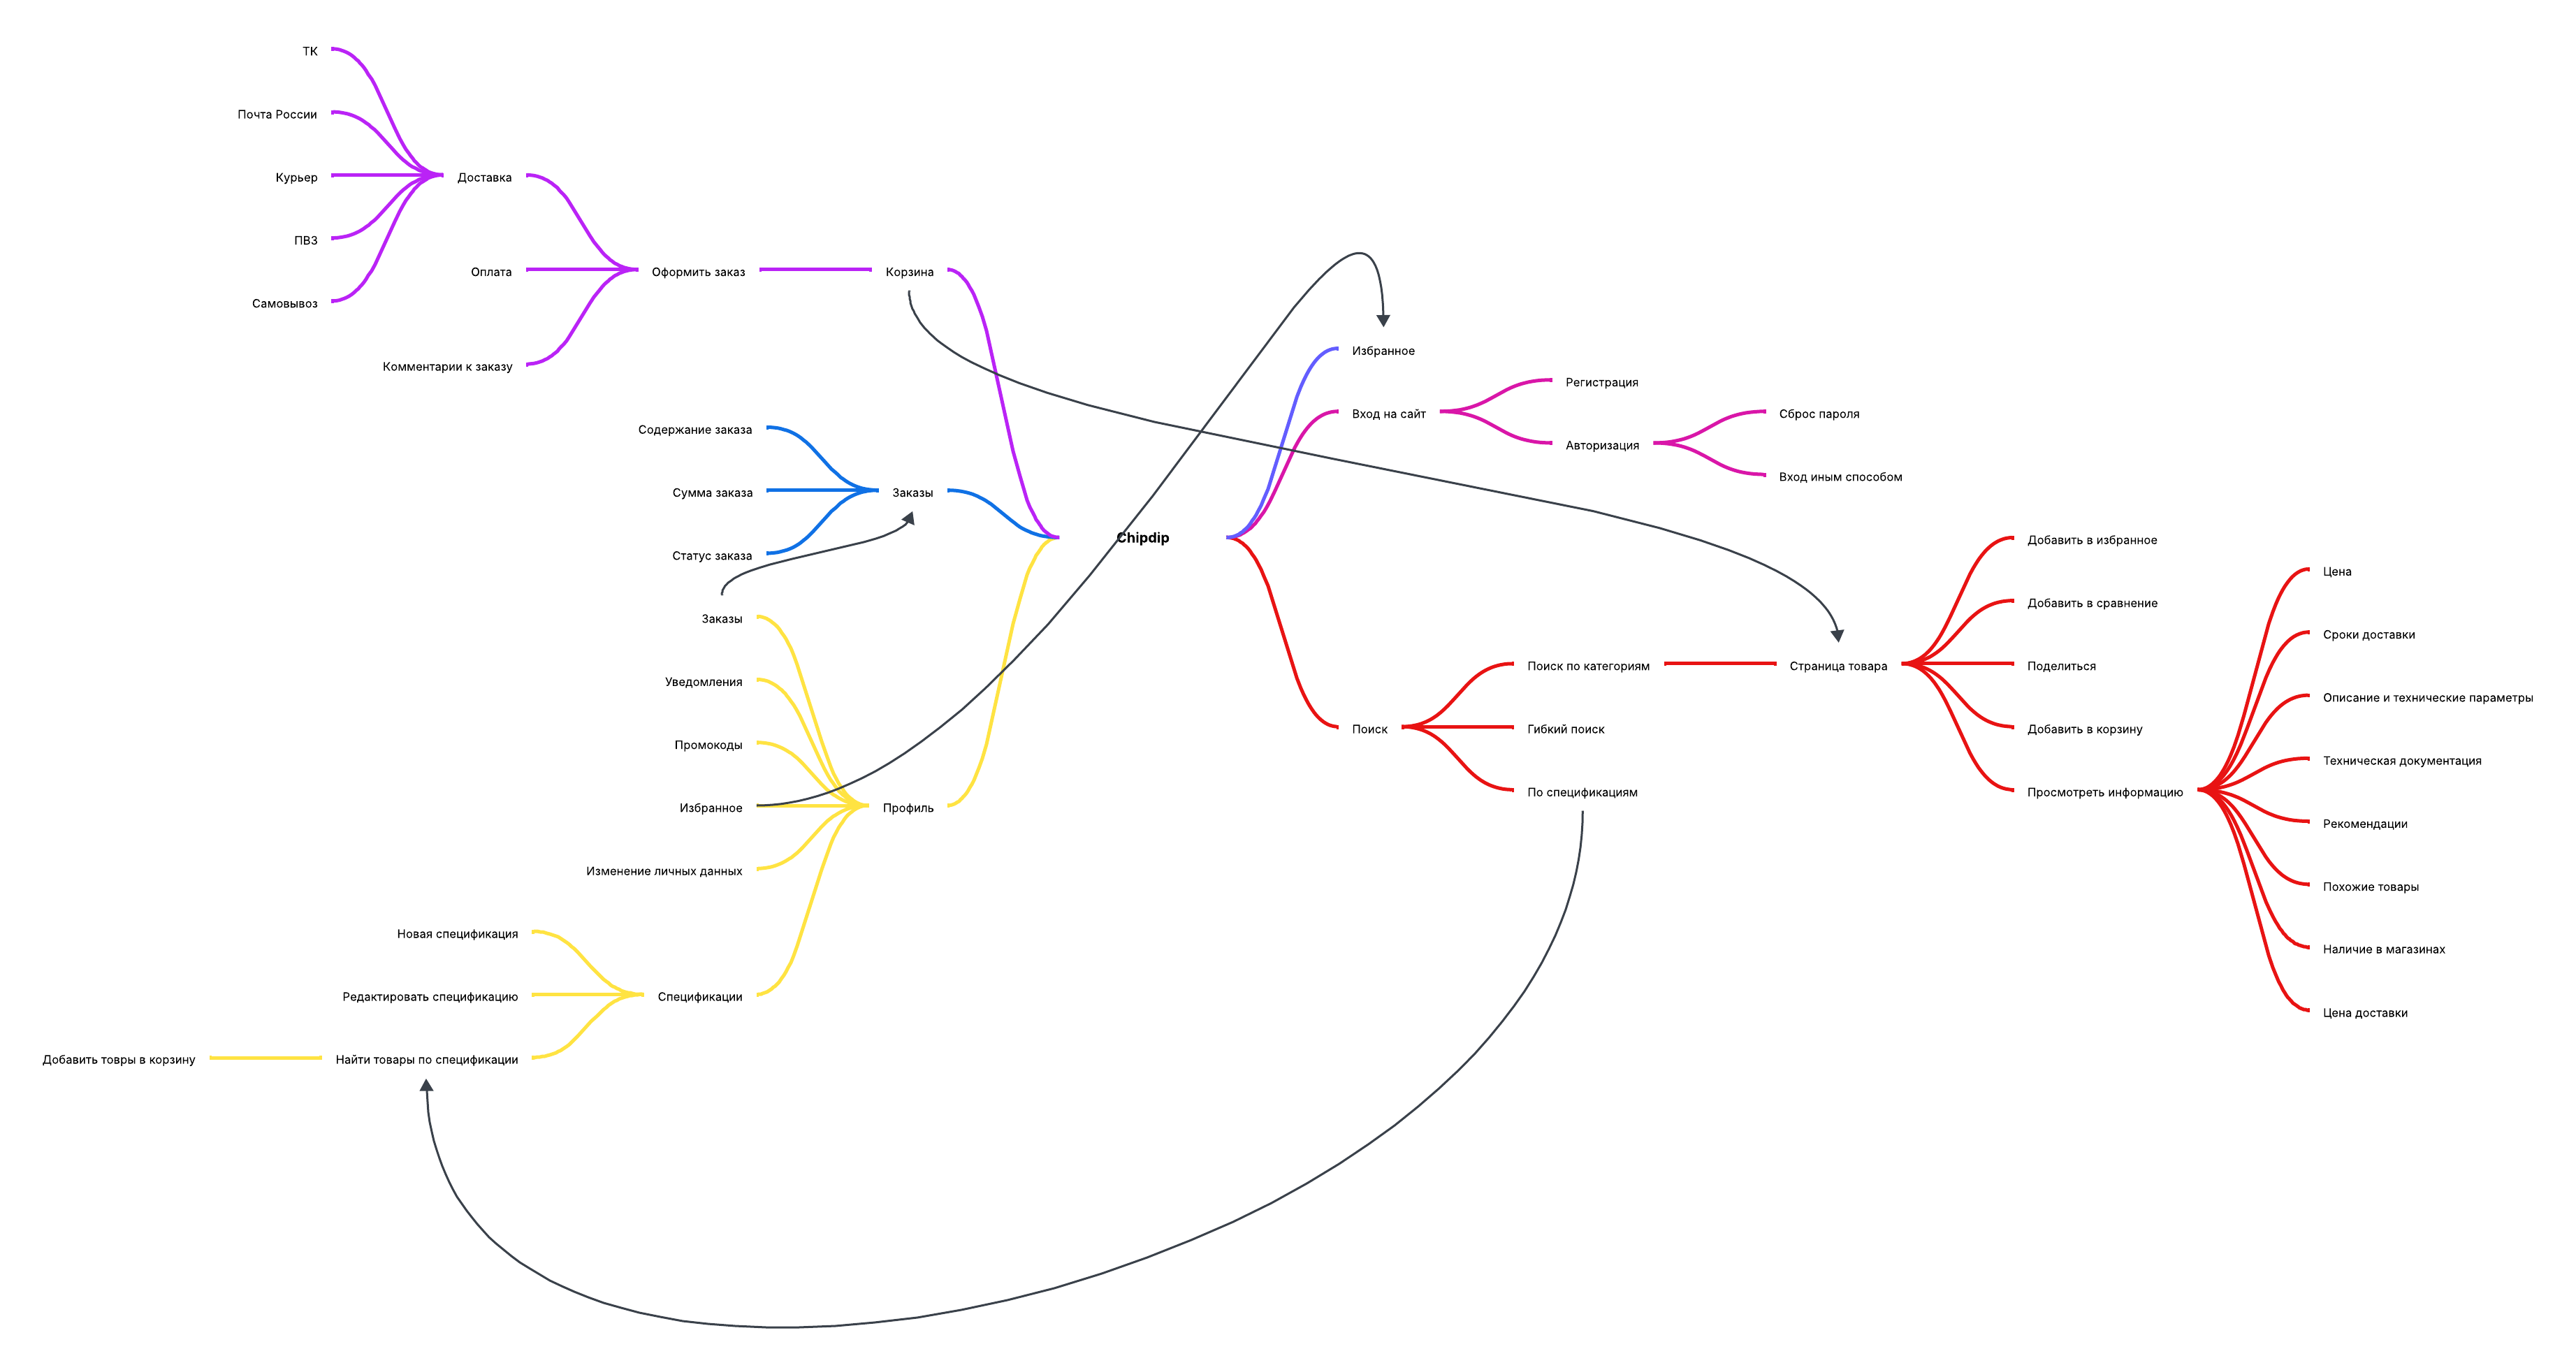 ТК
Почта России
Курьер
ПВЗ
Самовывоз
Доставка
Оплата
Комментарии к заказу
Оформить заказ
Корзина
Содержание заказа
Сумма заказа
Статус заказа
Заказы
Заказы
Уведомления
Промокоды
Избранное
Изменение личных данных
Профиль
Новая спецификация
Редактировать спецификацию
Найти товары по спецификации
Добавить товры в корзину
Спецификации
Chipdip
Избранное
Вход на сайт
Регистрация
Авторизация
Сброс пароля
Вход иным способом
Поиск
Поиск по категориям
Гибкий поиск
По спецификациям
Страница товара
Добавить в избранное
Добавить в сравнение
Поделиться
Добавить в корзину
Просмотреть информацию
Цена
Сроки доставки
Описание и технические параметры
Техническая документация
Рекомендации
Похожие товары
Наличие в магазинах
Цена доставки